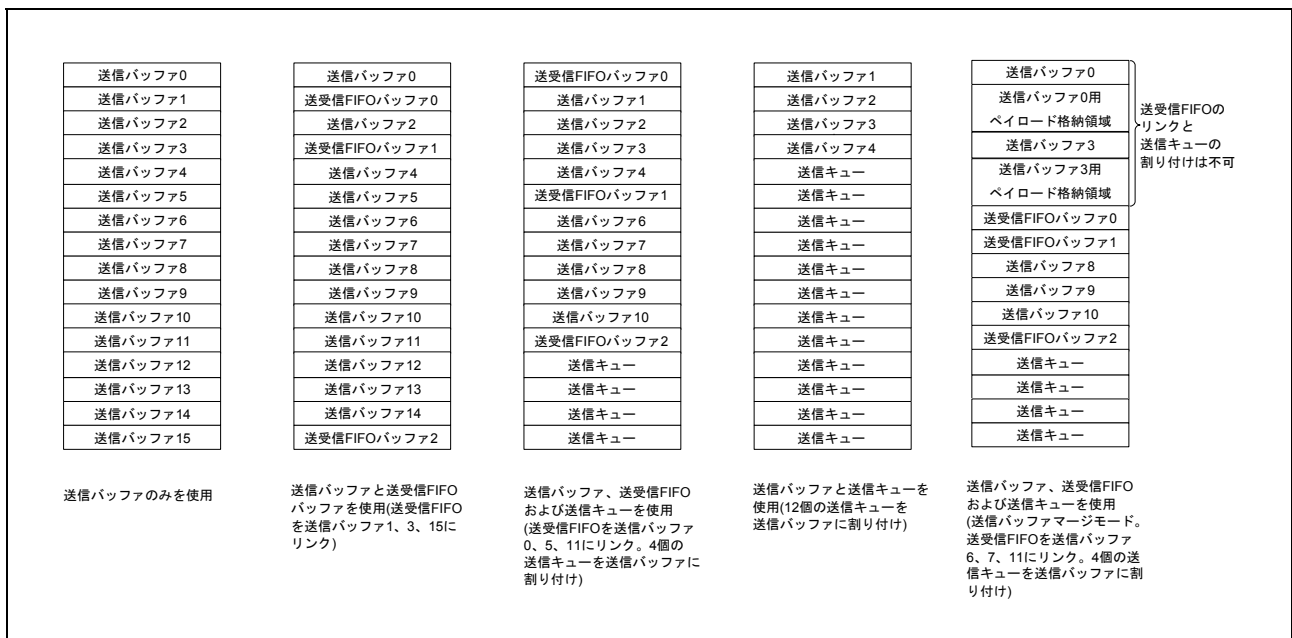 送信バッファ0
送信バッファ1
送信バッファ2
送信バッファ3
送信バッファ4
送信バッファ5
送信バッファ6
送信バッファ7
送信バッファ8
送信バッファ9
送信バッファ10
送信バッファ11
送信バッファ12
送信バッファ13
送信バッファ14
送信バッファ15
送信バッファのみを使用
送信バッファ0
送受信FIFOバッファ0
送信バッファ2
送受信FIFOバッファ1
送信バッファ4
送信バッファ5
送信バッファ6
送信バッファ7
送信バッファ8
送信バッファ9
送信バッファ10
送信バッファ11
送信バッファ12
送信バッファ13
送信バッファ14
送受信FIFOバッファ2
送信バッファと送受信FIFO
バッファを使用(送受信FIFO
を送信バッファ1、3、15に
リンク)
送受信FIFOバッファ0
送信バッファ1
送信バッファ2
送信バッファ3
送信バッファ4
送受信FIFOバッファ1
送信バッファ6
送信バッファ7
送信バッファ8
送信バッファ9
送信バッファ10
送受信FIFOバッファ2
送信キュー
送信キュー
送信キュー
送信キュー
送信バッファ、送受信FIFO
および送信キューを使用
(送受信FIFOを送信バッファ
0、5、11にリンク。4個の
送信キューを送信バッファに
割り付け)
送信バッファ1
送信バッファ2
送信バッファ3
送信バッファ4
送信キュー
送信キュー
送信キュー
送信キュー
送信キュー
送信キュー
送信キュー
送信キュー
送信キュー
送信キュー
送信キュー
送信キュー
送信バッファと送信キューを
使用(12個の送信キューを
送信バッファに割り付け)
送信バッファ0
送信バッファ0用
ペイロード格納領域
送信バッファ3
送信バッファ3用
ペイロード格納領域
送受信FIFOバッファ0
送受信FIFOバッファ1
送信バッファ8
送信バッファ9
送信バッファ10
送受信FIFOバッファ2
送信キュー
送信キュー
送信キュー
送信キュー
送受信FIFOの
リンクと
送信キューの
割り付けは不可
送信バッファ、送受信FIFO
および送信キューを使用
(送信バッファマージモード。
送受信FIFOを送信バッファ
6、7、11にリンク。4個の送
信キューを送信バッファに割
り付け)